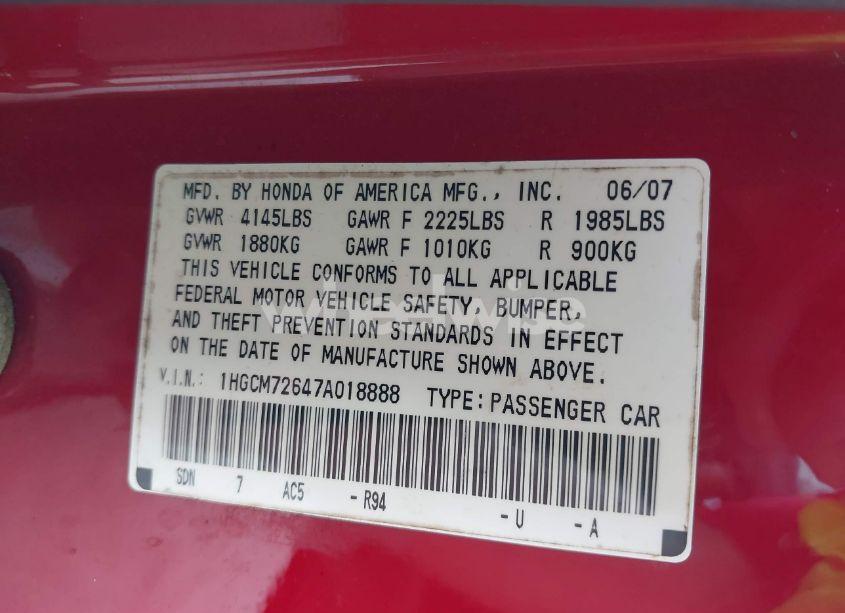 MFD. BY HONDA OF AMERICA MFG., INC. 06/07
GVWR 4145LBS GAWR F 2225LBS R 1985LBS
GVWR 1880KG GAWR F 1010KG R 900KG
THIS VEHICLE CONFORMS TO ALL APPLICABLE
FEDERAL MOTOR VEHICLE SAFETY, BUMPER,
AND THEFT PREVENTION STANDARDS IN EFFECT
ON THE DATE OF MANUFACTURE SHOWN ABOVE.
V.I.N.: 1HGCM72647A018888 TYPE:PASSENGER CAR
SDN 7 AC5 - R94 - U - A
wheelwise